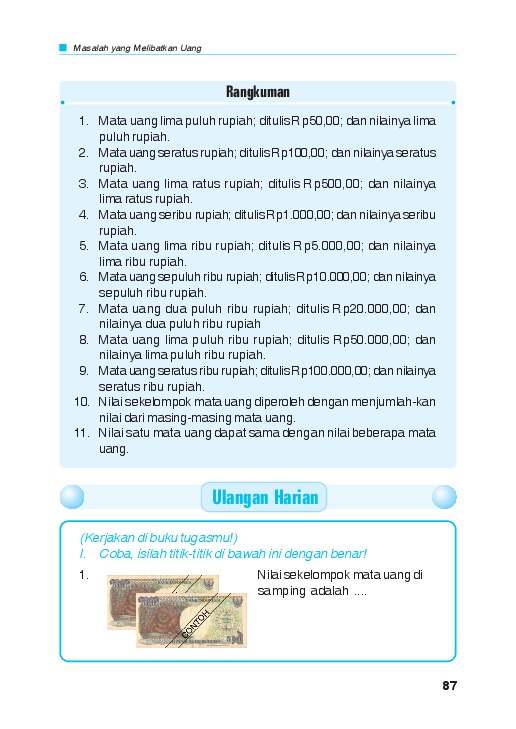 Masalah yang Melibatkan Uang
Rangkuman
1. Mata uang lima puluh rupiah; ditulis Rp50,00; dan nilainya lima
puluh rupiah.
2. Mata uang seratus rupiah; ditulis Rp100,00; dan nilainya seratus
rupiah.
3. Mata uang lima ratus rupiah; ditulis Rp500,00; dan nilainya
lima ratus rupiah.
4. Mata uang seribu rupiah; ditulis Rp1.000,00; dan nilainya seribu
rupiah.
5. Mata uang lima ribu rupiah; ditulis Rp5.000,00; dan nilainya
lima ribu rupiah.
6. Mata uang sepuluh ribu rupiah; ditulis Rp10.000,00; dan nilainya
sepuluh ribu rupiah.
7. Mata uang dua puluh ribu rupiah; ditulis Rp20.000,00; dan
nilainya dua puluh ribu rupiah
8. Mata uang lima puluh ribu rupiah; ditulis Rp50.000,00; dan
nilainya lima puluh ribu rupiah.
9. Mata uang seratus ribu rupiah; ditulis Rp100.000,00; dan nilainya
seratus ribu rupiah.
10. Nilai sekelompok mata uang diperoleh dengan menjumlah-kan
nilai dari masing-masing mata uang.
11. Nilai satu mata uang dapat sama dengan nilai beberapa mata
uang.
Ulangan Harian
(Kerjakan di buku tugasmu!)
I. Coba, isilah titik-titik di bawah ini dengan benar!
1. Nilai sekelompok mata uang di
samping adalah ....
CONTOH
87